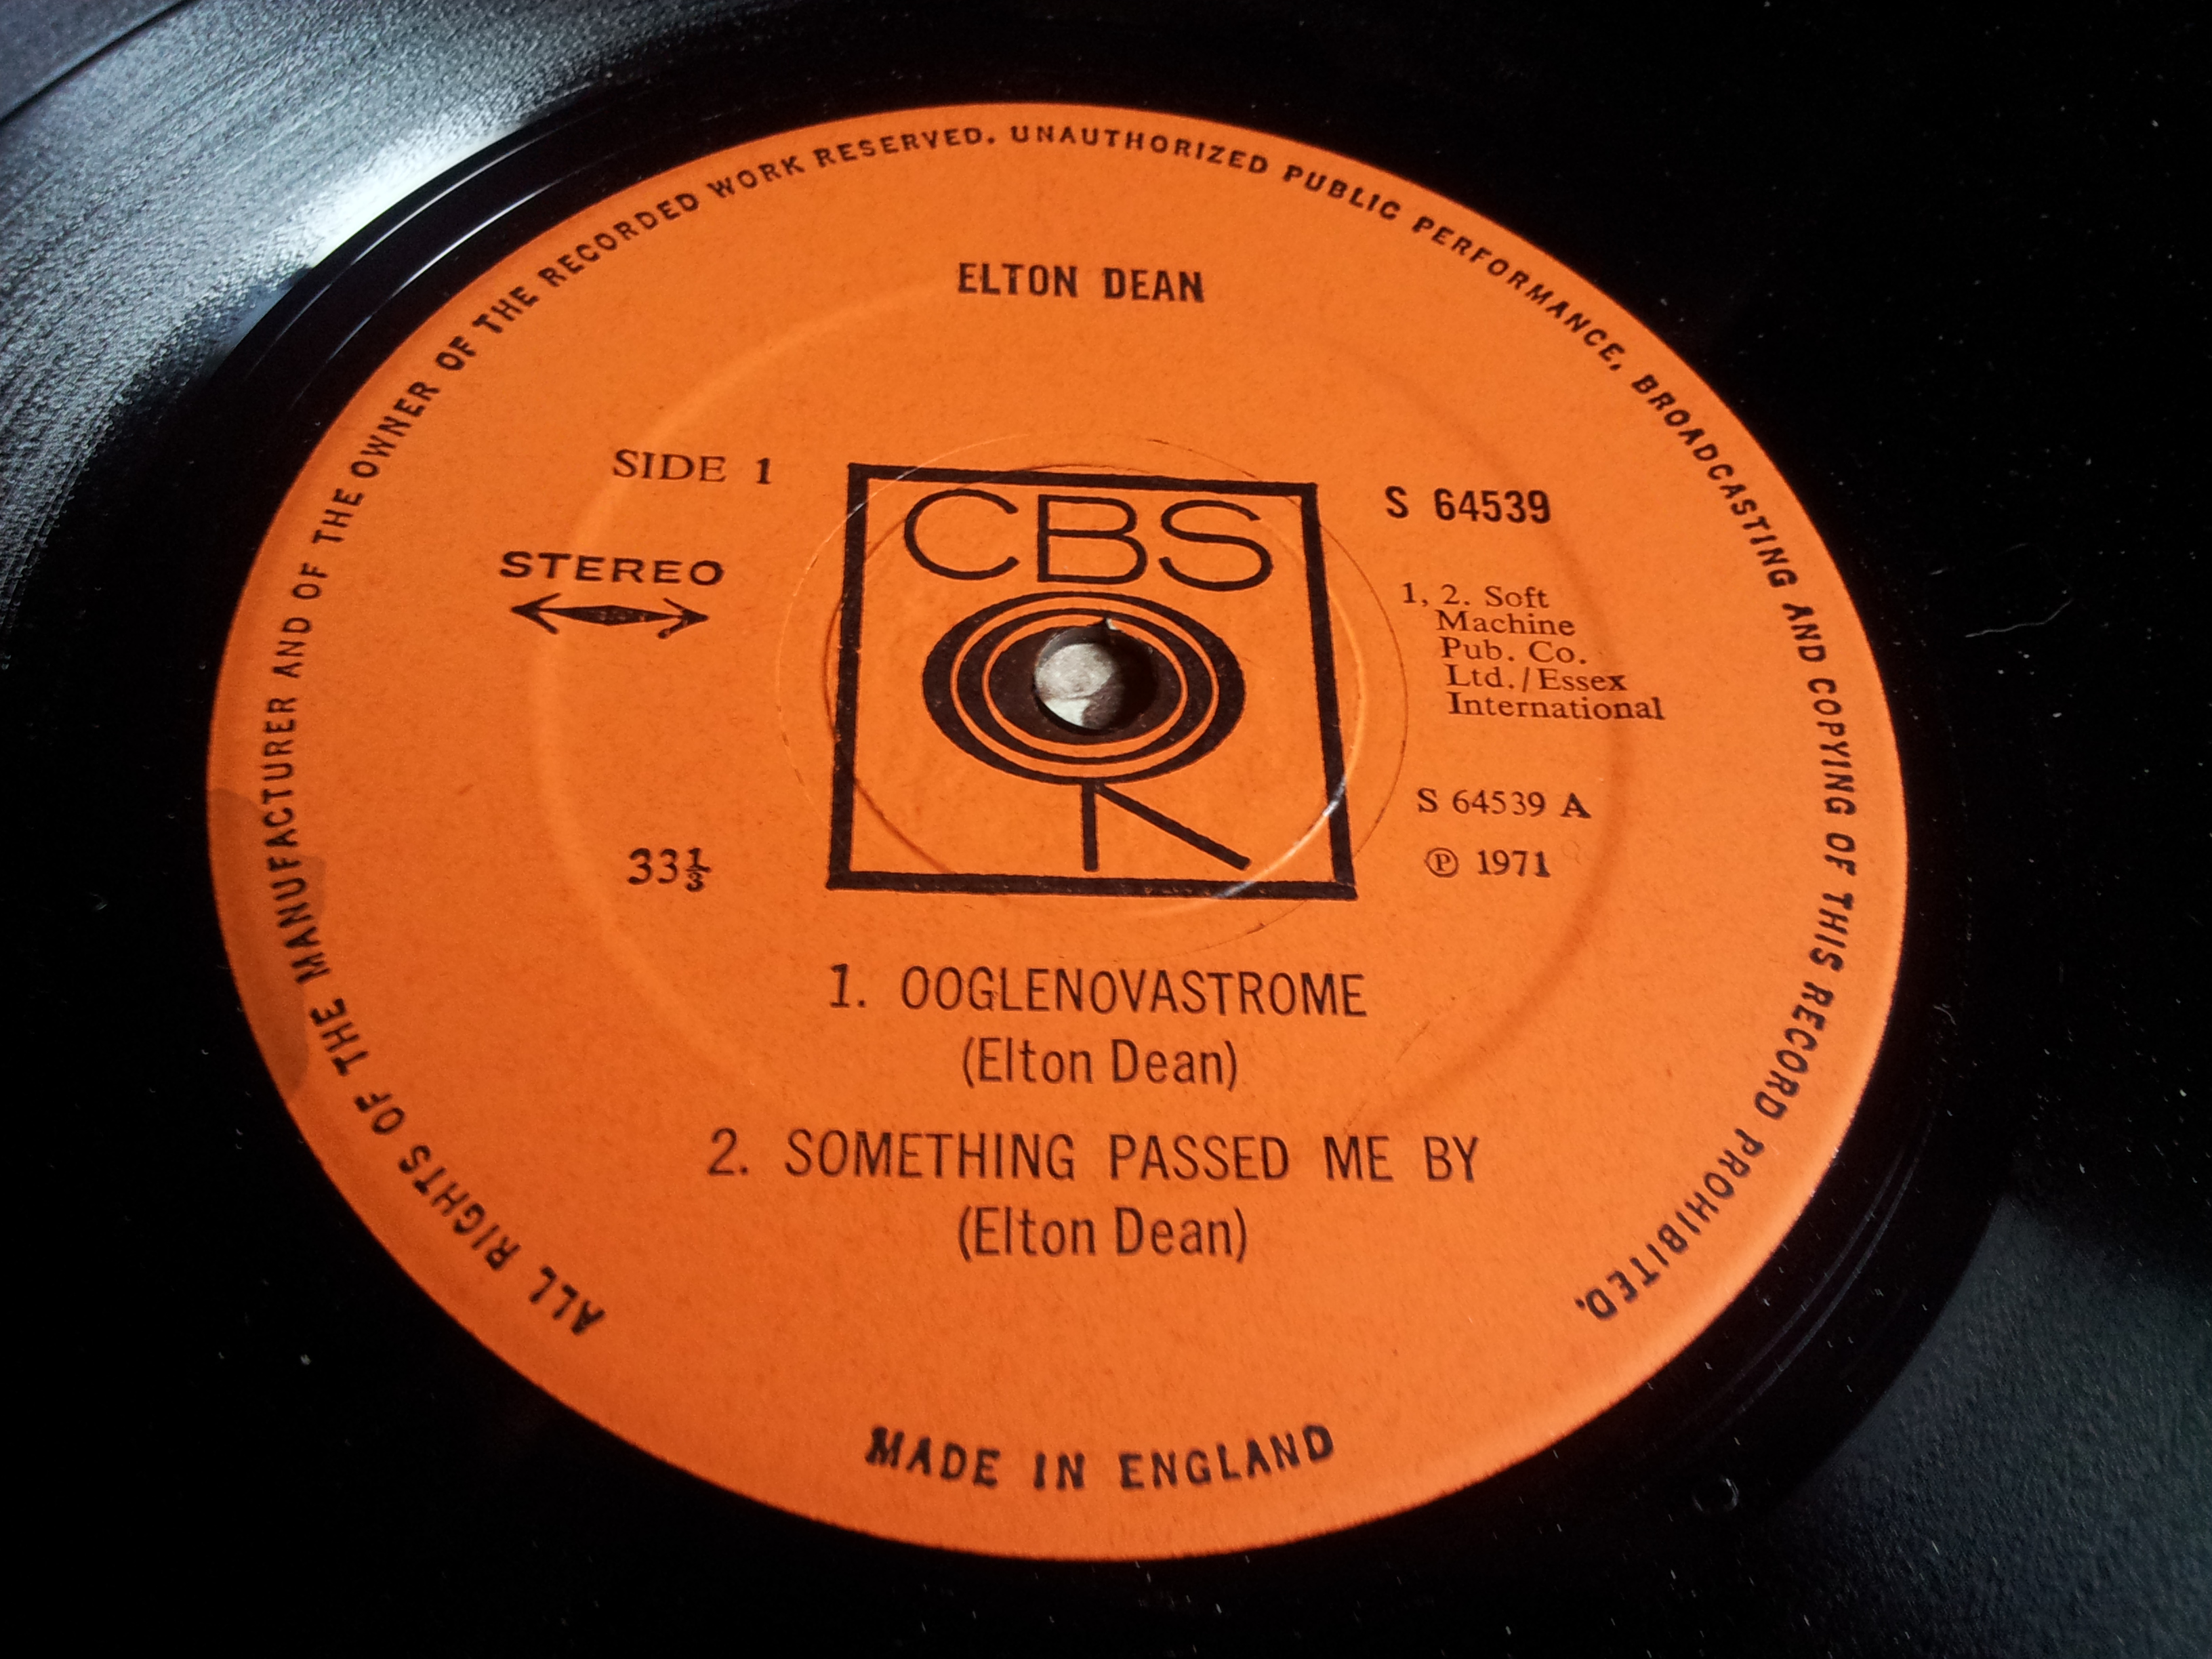 ALL RIGHTS OF THE MANUFACTURER AND OF THE OWNER OF THE RECORDED WORK RESERVED. UNAUTHORIZED PUBLIC PERFORMANCE, BROADCASTING AND COPYING OF THIS RECORD PROHIBITED.
ELTON DEAN
SIDE 1
STEREO
33⅓
CBS
S 64539
1, 2. Soft
Machine
Pub. Co.
Ltd./Essex
International
S 64539 A
℗ 1971
1. OOGLENOVASTROME
(Elton Dean)
2. SOMETHING PASSED ME BY
(Elton Dean)
MADE IN ENGLAND